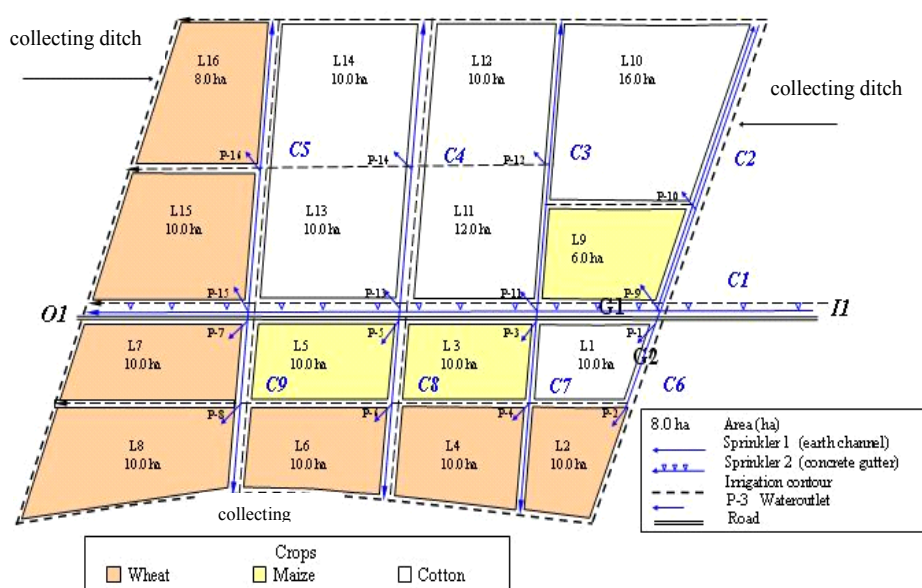 collecting ditch
L16
8.0 ha
L14
10.0 ha
L12
10.0 ha
L10
16.0 ha
collecting ditch
P-16
C5
P-14
C4
P-12
C3
C2
P-10
L15
10.0 ha
L13
10.0 ha
L11
12.0 ha
L9
6.0 ha
C1
P-15
P-13
P-11
P-9
O1
G1
I1
P-7
P-5
P-3
P-1
L7
10.0 ha
L5
10.0 ha
L 3
10.0 ha
L1
10.0 ha
G2
C9
C8
C7
C6
P-8
P-6
P-4
P-2
L8
10.0 ha
L6
10.0 ha
L4
10.0 ha
L2
10.0 ha
collecting
8.0 ha Area (ha)
Sprinkler 1 (earth channel)
Sprinkler 2 (concrete gutter)
Irrigation contour
P-3 Wateroutlet
Road
Crops
Wheat Maize Cotton